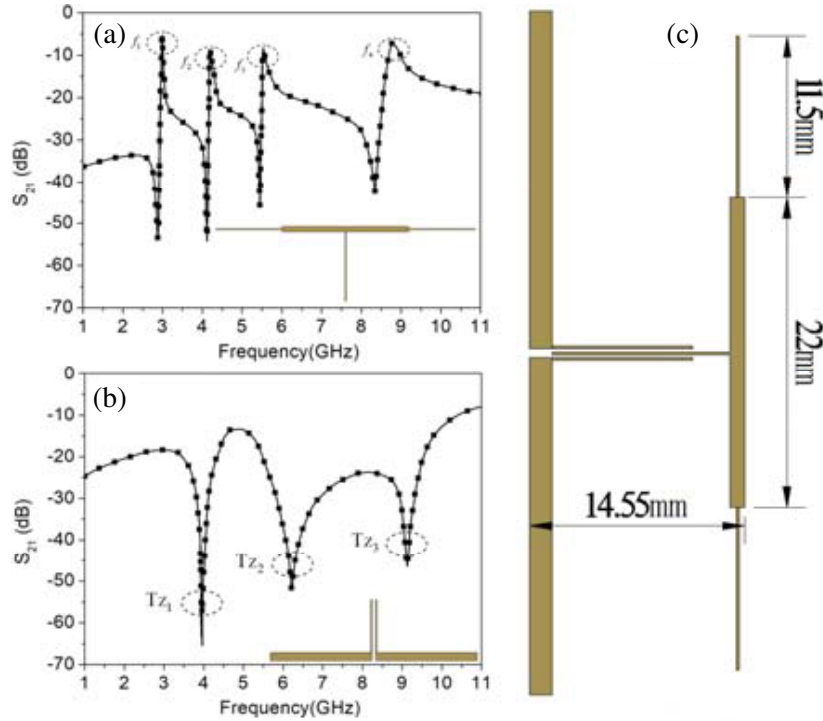 (a)
f₁
f₂
f₃
f₄
0
-10
-20
-30
-40
-50
-60
-70
S₂₁ (dB)
1 2 3 4 5 6 7 8 9 10 11
Frequency(GHz)
(b)
0
-10
-20
-30
-40
-50
-60
-70
S₂₁ (dB)
Tz₁
Tz₂
Tz₃
1 2 3 4 5 6 7 8 9 10 11
Frequency(GHz)
(c)
11.5mm
22mm
14.55mm